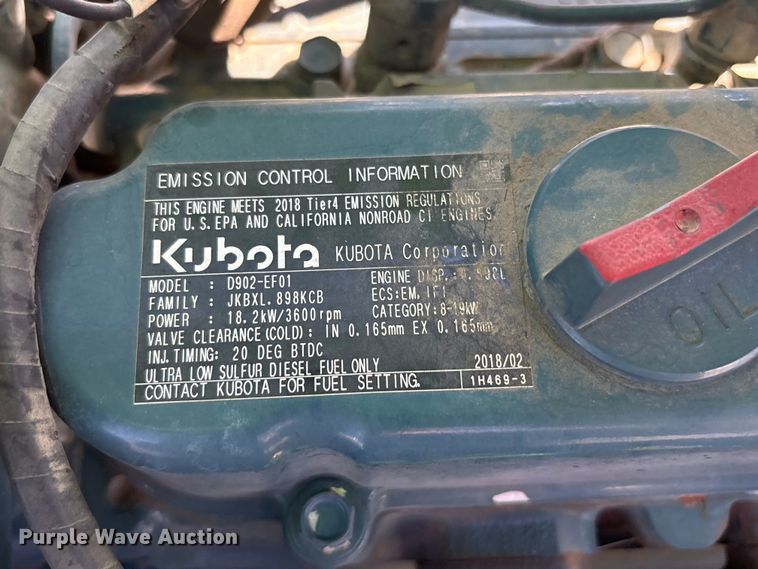 EMISSION CONTROL INFORMATION
THIS ENGINE MEETS 2018 Tier4 EMISSION REGULATIONS
FOR U.S.EPA AND CALIFORNIA NONROAD CI ENGINES.
Kubota KUBOTA Corporation
MODEL : D902-EF01 ENGINE DISP.:0.898L
FAMILY : JKBXL.898KCB ECS:EM, IFI
POWER : 18.2kW/3600rpm CATEGORY:8-19kW
VALVE CLEARANCE(COLD): IN 0.165mm EX 0.165mm
INJ.TIMING: 20 DEG BTDC
ULTRA LOW SULFUR DIESEL FUEL ONLY 2018/02
CONTACT KUBOTA FOR FUEL SETTING. 1H469-3
OIL
Purple Wave Auction